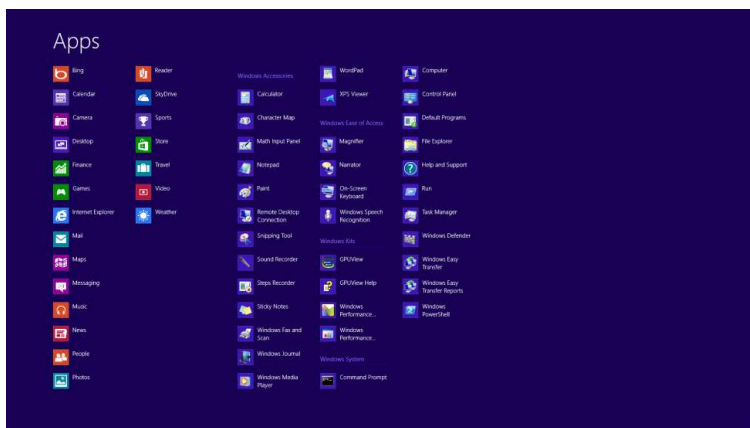 Apps
Bing
Calendar
Camera
Desktop
Finance
Games
Internet Explorer
Mail
Maps
Messaging
Music
News
People
Photos
Reader
SkyDrive
Sports
Store
Travel
Video
Weather
Windows Accessories
Calculator
Character Map
Math Input Panel
Notepad
Paint
Remote Desktop
Connection
Snipping Tool
Sound Recorder
Steps Recorder
Sticky Notes
Windows Fax and
Scan
Windows Journal
Windows Media
Player
WordPad
XPS Viewer
Windows Ease of Access
Magnifier
Narrator
On-Screen
Keyboard
Windows Speech
Recognition
Windows Kits
GPUView
GPUView Help
Windows
Performance...
Windows
Performance...
Windows System
Command Prompt
Computer
Control Panel
Default Programs
File Explorer
Help and Support
Run
Task Manager
Windows Defender
Windows Easy
Transfer
Windows Easy
Transfer Reports
Windows
PowerShell